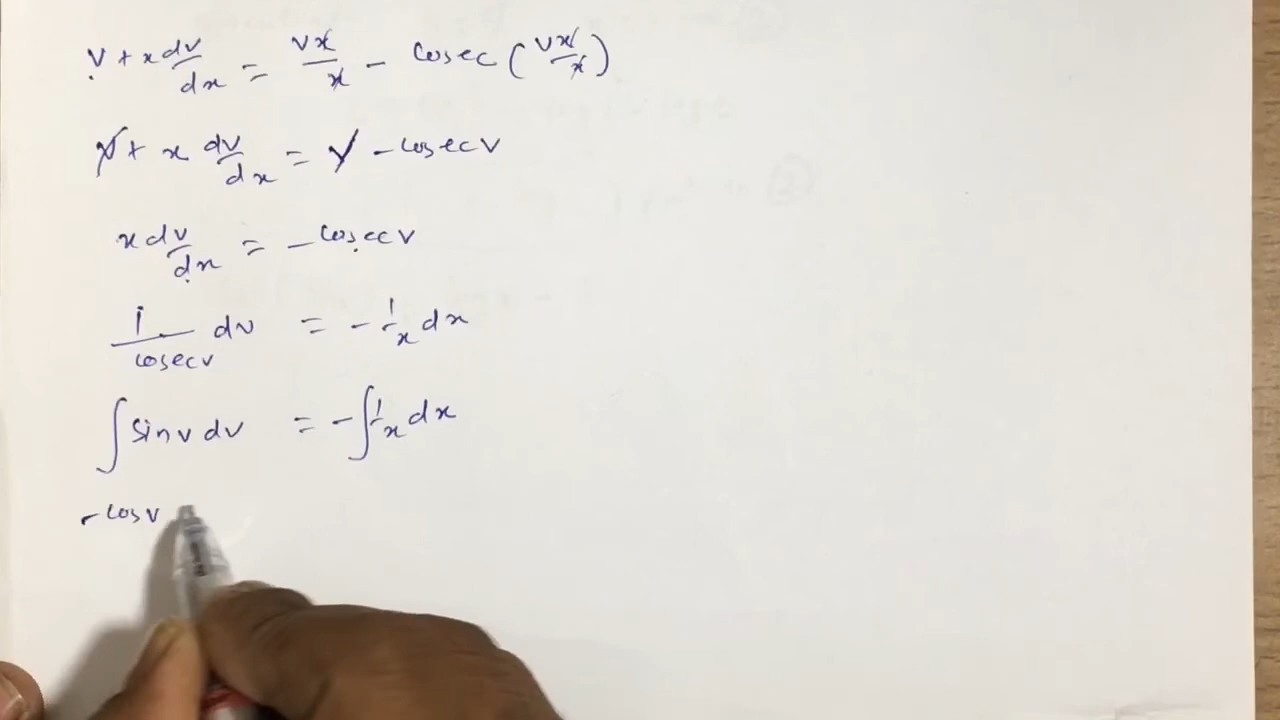 v + x dv/dx = vx/x - cosec (vx/x)
v + x dv/dx = v - cosec v
x dv/dx = - cosec v
1/cosec v dv = - 1/x dx
∫ sin v dv = - ∫ 1/x dx
- cos v